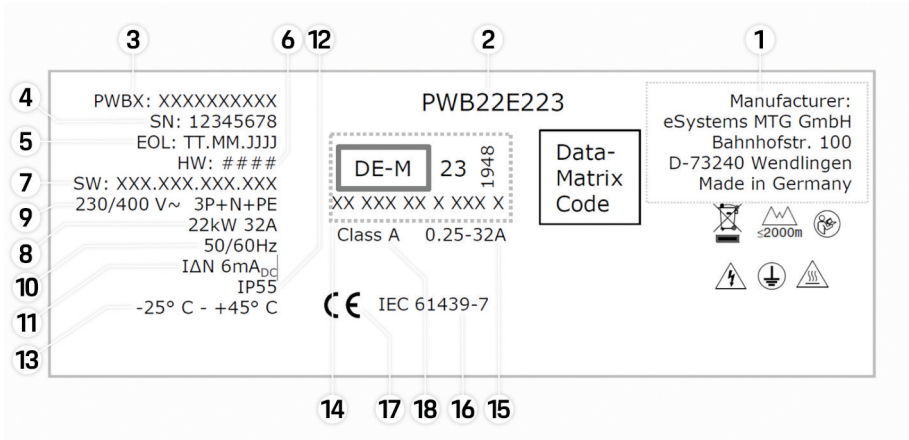 3 6 12 2 1
4
5
7
9
8
10
11
13
PWBX: XXXXXXXXXX
SN: 12345678
EOL: TT.MM.JJJJ
HW: ####
SW: XXX.XXX.XXX.XXX
230/400 V~ 3P+N+PE
22kW 32A
50/60Hz
IΔN 6mADC
IP55
-25° C - +45° C
PWB22E223
DE-M 23 1948
XX XXX XX X XXX X
Class A 0.25-32A
CE IEC 61439-7
Data-
Matrix
Code
Manufacturer:
eSystems MTG GmbH
Bahnhofstr. 100
D-73240 Wendlingen
Made in Germany
≤2000m
14 17 18 16 15